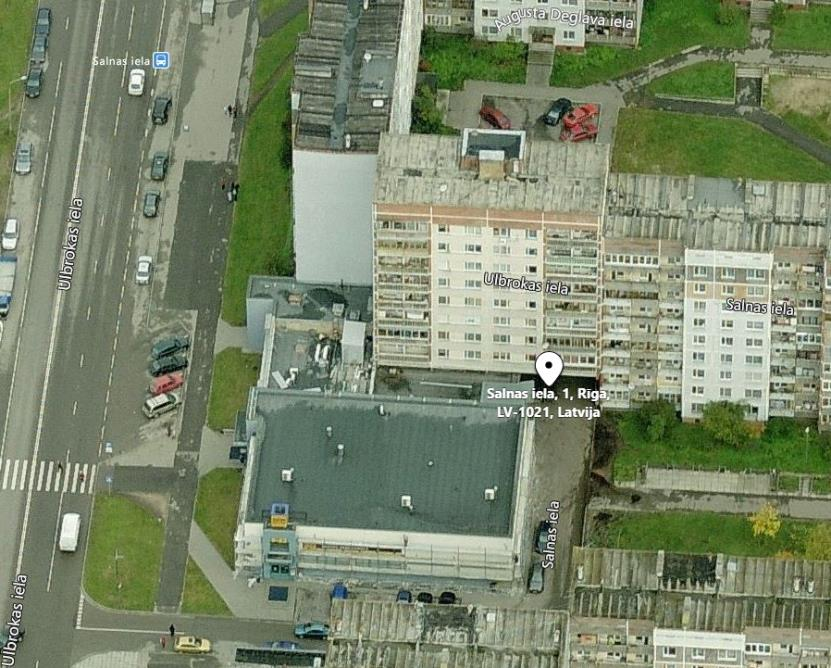 Augusta Deglava iela
Salnas iela
Ulbrokas iela
Ulbrokas iela
Salnas iela
Salnas iela, 1, Rīga,
LV-1021, Latvija
Salnas iela
Ulbrokas iela